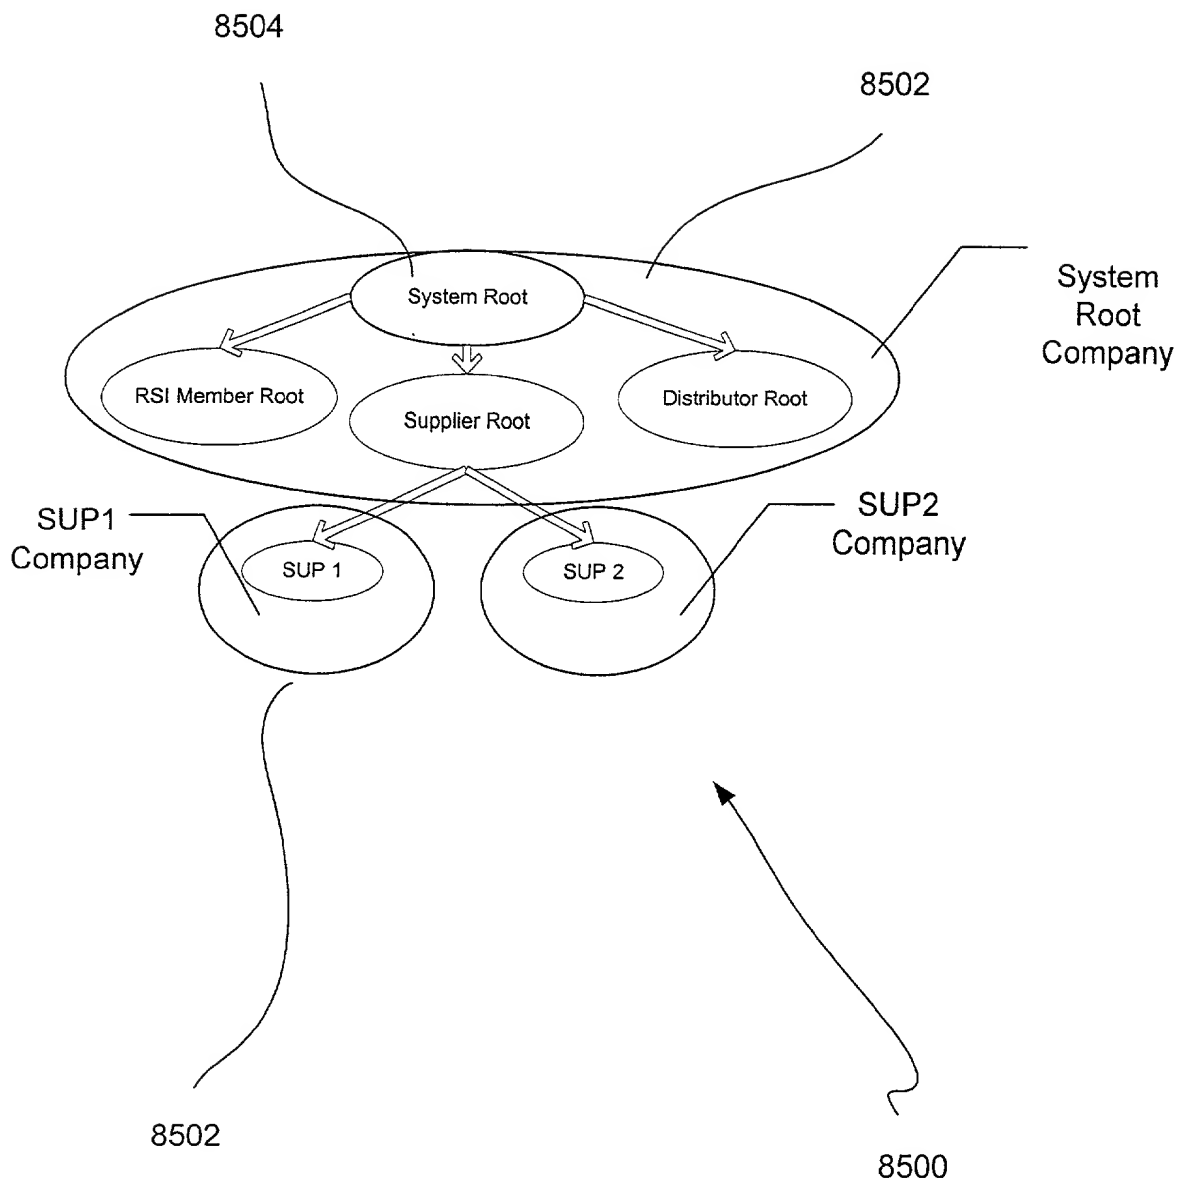 8504
8502
System Root
System
Root
Company
RSI Member Root
Supplier Root
Distributor Root
SUP1
Company
SUP2
Company
SUP 1
SUP 2
8502
8500